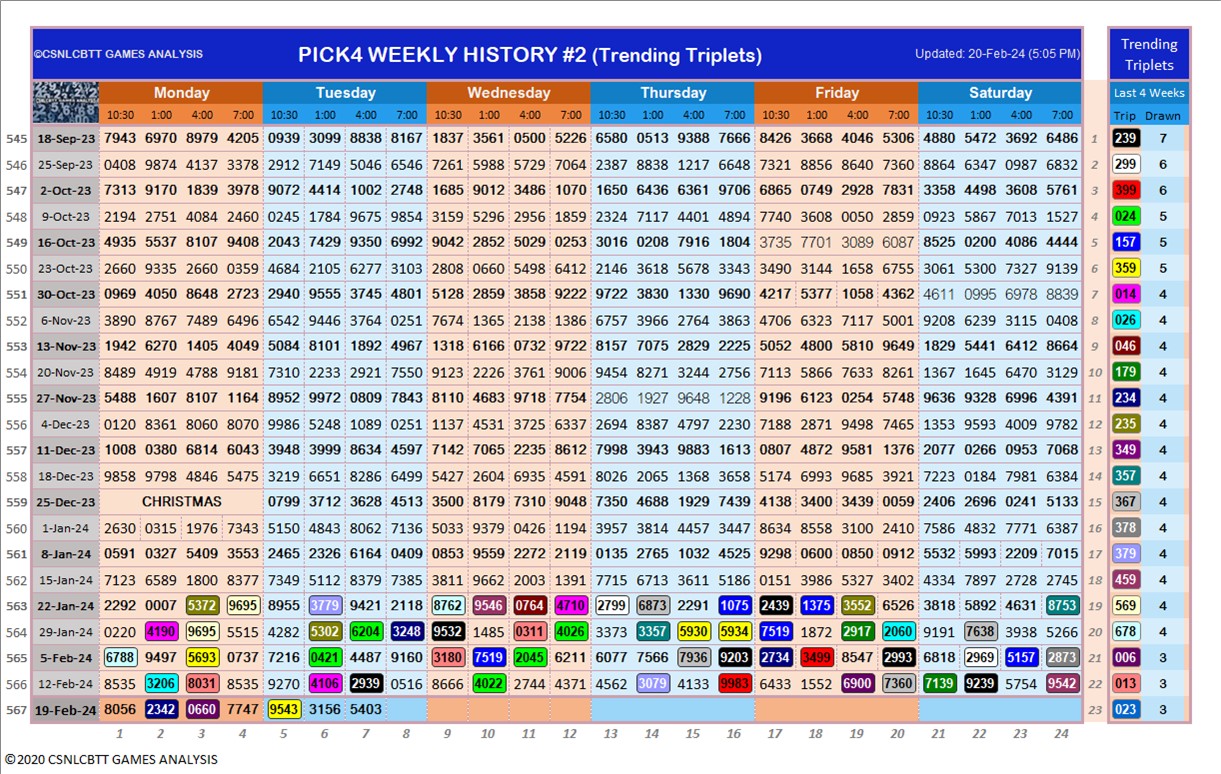 ©CSNLCBTT GAMES ANALYSIS PICK4 WEEKLY HISTORY #2 (Trending Triplets) Updated: 20-Feb-24 (5:05 PM) Trending Triplets
Monday Tuesday Wednesday Thursday Friday Saturday Last 4 Weeks
10:30 1:00 4:00 7:00 10:30 1:00 4:00 7:00 10:30 1:00 4:00 7:00 10:30 1:00 4:00 7:00 10:30 1:00 4:00 7:00 10:30 1:00 4:00 7:00 Trip Drawn
545 18-Sep-23 7943 6970 8979 4205 0939 3099 8838 8167 1837 3561 0500 5226 6580 0513 9388 7666 8426 3668 4046 5306 4880 5472 3692 6486 1 239 7
546 25-Sep-23 0408 9874 4137 3378 2912 7149 5046 6546 7261 5988 5729 7064 2387 8838 1217 6648 7321 8856 8640 7360 8864 6347 0987 6832 2 299 6
547 2-Oct-23 7313 9170 1839 3978 9072 4414 1002 2748 1685 9012 3486 1070 1650 6436 6361 9706 6865 0749 2928 7831 3358 4498 3608 5761 3 399 6
548 9-Oct-23 2194 2751 4084 2460 0245 1784 9675 9854 3159 5296 2956 1859 2324 7117 4401 4894 7740 3608 0050 2859 0923 5867 7013 1527 4 024 5
549 16-Oct-23 4935 5537 8107 9408 2043 7429 9350 6992 9042 2852 5029 0253 3016 0208 7916 1804 3735 7701 3089 6087 8525 0200 4086 4444 5 157 5
550 23-Oct-23 2660 9335 2660 0359 4684 2105 6277 3103 2808 0660 5498 6412 2146 3618 5678 3343 3490 3144 1658 6755 3061 5300 7327 9139 6 359 5
551 30-Oct-23 0969 4050 8648 2723 2940 9555 3745 4801 9128 2859 3858 9222 9722 3830 1330 9690 4217 5377 1058 4362 4611 0995 6978 8839 7 014 4
552 6-Nov-23 3890 8767 7489 6496 6542 9446 3764 0251 7674 1365 2138 1386 6757 3966 2764 3863 4706 6323 7117 5001 9208 6239 3115 0408 8 026 4
553 13-Nov-23 1942 6270 1405 4049 5084 8101 1892 4967 1318 6166 0732 9722 8157 7075 2829 2225 5052 4800 5810 9649 1829 5441 6412 8664 9 046 4
554 20-Nov-23 8489 4919 4788 9181 7310 2233 2921 7550 9123 2226 3761 9006 9454 8271 3244 2756 7113 5866 7633 8261 1367 1645 6470 3129 10 179 4
555 27-Nov-23 5488 1607 8107 1164 8952 9972 0809 7843 8110 4683 9718 7754 2806 1927 9648 1228 9196 6123 0254 5748 9636 9328 6996 4391 11 234 4
556 4-Dec-23 0120 8361 8060 8070 9986 5248 1089 0251 1137 4531 3725 6337 2694 8387 4797 2230 7188 2871 9498 7465 1353 9593 4009 9782 12 235 4
557 11-Dec-23 1008 0380 6814 6043 3948 3999 8634 4597 7142 7065 2235 8612 7998 3943 9883 1613 0807 4872 9581 1376 2077 0266 0953 7068 13 349 4
558 18-Dec-23 9858 9798 4846 5475 3219 6651 8286 6495 5427 2604 6935 4591 8026 2065 1365 3658 5174 6993 9685 3921 7223 0184 7981 6384 14 357 4
559 25-Dec-23 CHRISTMAS 0799 3712 3628 4513 3500 8179 7310 9048 7350 4688 1929 7439 4138 3400 3439 0059 2406 2696 0241 5133 15 367 4
560 1-Jan-24 2630 0315 1976 7343 5150 4843 8062 7136 5033 9379 0426 1194 3957 3814 4457 3447 8634 8558 3100 2410 7586 4832 7771 6387 16 378 4
561 8-Jan-24 0591 0327 5409 3553 2465 2326 6164 0409 0853 9559 2272 2119 0135 2765 1032 4525 9298 0600 0850 0912 5532 5993 2209 7015 17 379 4
562 15-Jan-24 7123 6589 1800 8377 7349 5112 8379 7385 3811 9662 2003 1391 7715 6713 3611 5186 0151 3986 5327 3402 4334 7897 2728 2745 18 459 4
563 22-Jan-24 2292 0007 5372 9695 8955 3779 9421 2118 8762 9546 0764 4710 2799 6873 2291 1075 2439 1375 3552 6526 3818 5892 4631 8753 19 569 4
564 29-Jan-24 0220 4190 9695 5515 4282 5302 6204 3248 9532 1485 0311 4026 3373 3357 5930 5934 7519 1872 2917 2060 9191 7638 3938 5266 20 678 4
565 5-Feb-24 6788 9497 5693 0737 7216 0421 4487 9160 3180 7519 2045 6211 6077 7566 7936 9203 2734 3499 8547 2993 6818 2969 5157 2873 21 006 3
566 12-Feb-24 8535 3206 8031 8535 9270 4106 2939 0516 8666 4022 2744 4371 4562 3079 4133 9983 6433 1552 6900 7360 7139 9239 5754 9542 22 013 3
567 19-Feb-24 8056 2342 0660 7747 9543 3156 5403 23 023 3
1 2 3 4 5 6 7 8 9 10 11 12 13 14 15 16 17 18 19 20 21 22 23 24
©2020 CSNLCBTT GAMES ANALYSIS